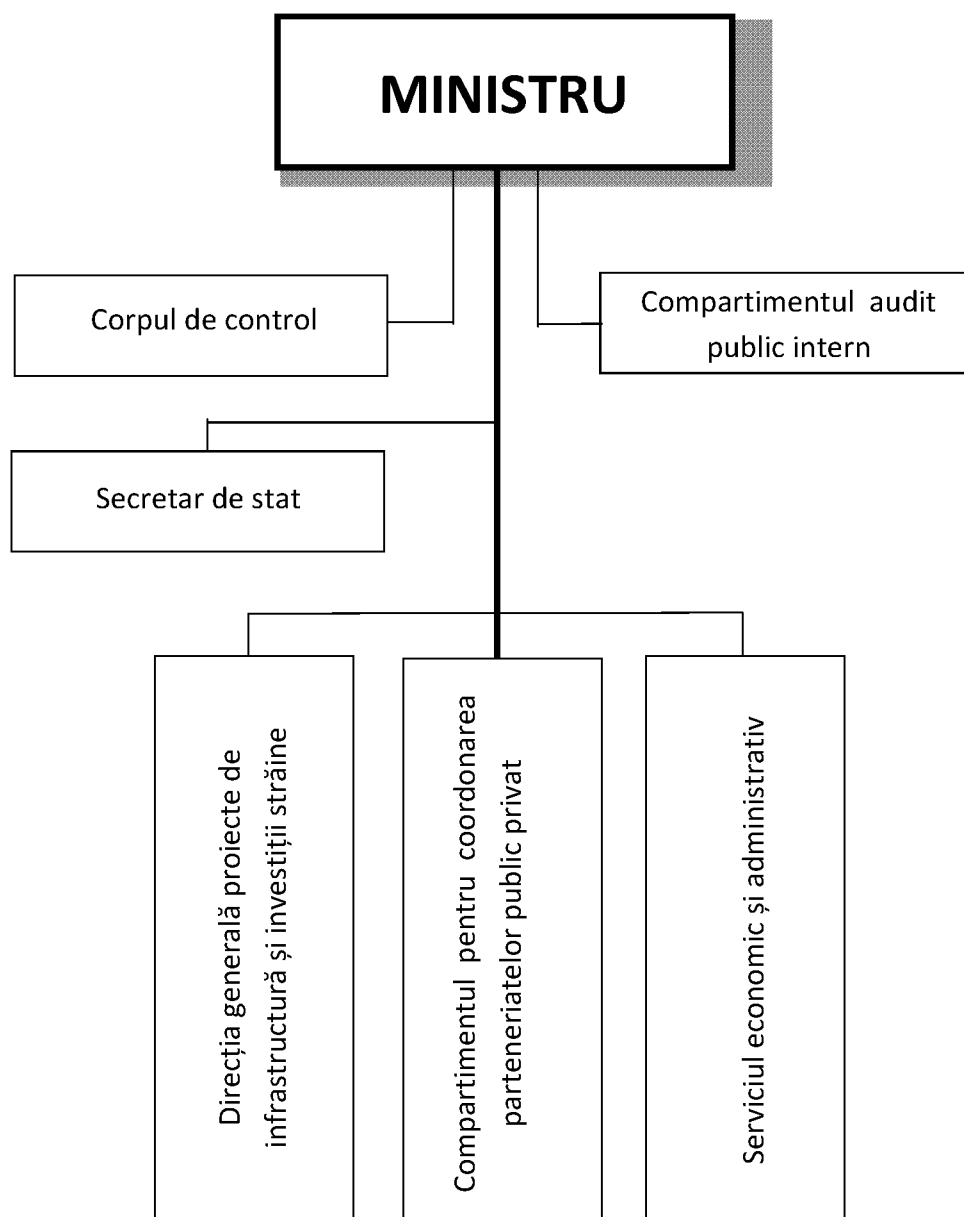 MINISTRU
Corpul de control
Compartimentul audit
public intern
Secretar de stat
Direcția generală proiecte de
infrastructură și investiții străine
Compartimentul pentru coordonarea
parteneriatelor public privat
Serviciul economic și administrativ